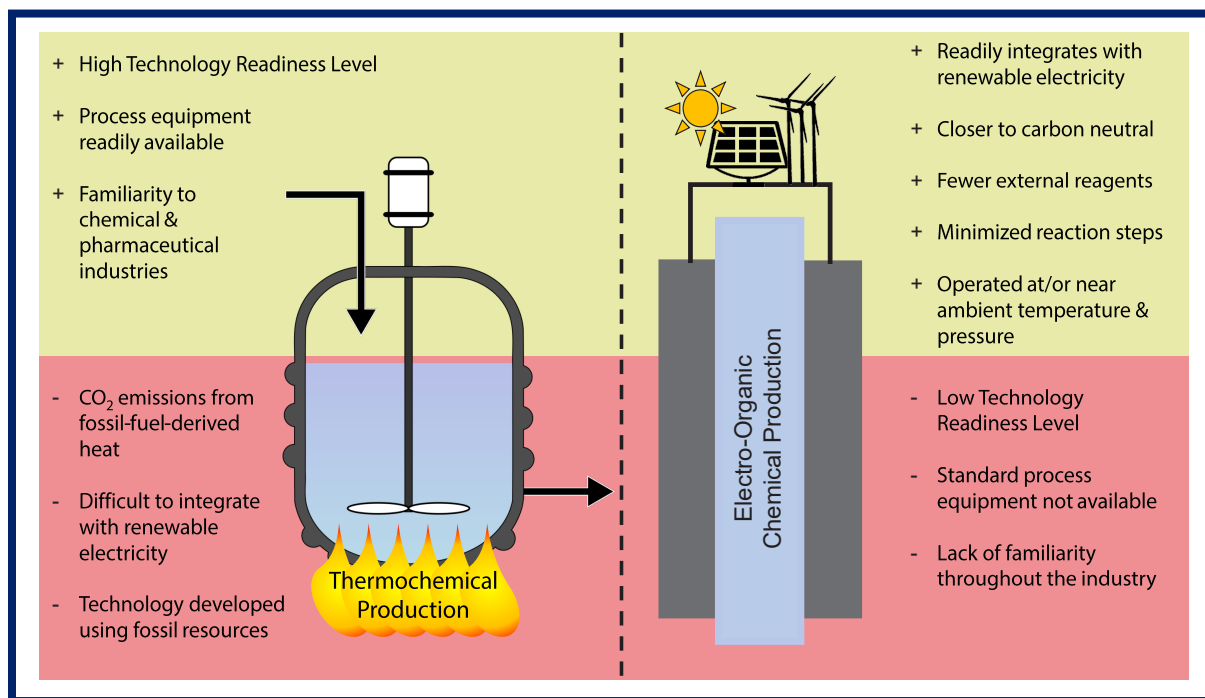 + High Technology Readiness Level
+ Process equipment
readily available
+ Familiarity to
chemical &
pharmaceutical
industries
- CO₂ emissions from
fossil-fuel-derived
heat
- Difficult to integrate
with renewable
electricity
- Technology developed
using fossil resources
Thermochemical
Production
Electro-Organic
Chemical Production
+ Readily integrates with
renewable electricity
+ Closer to carbon neutral
+ Fewer external reagents
+ Minimized reaction steps
+ Operated at/or near
ambient temperature &
pressure
- Low Technology
Readiness Level
- Standard process
equipment not available
- Lack of familiarity
throughout the industry